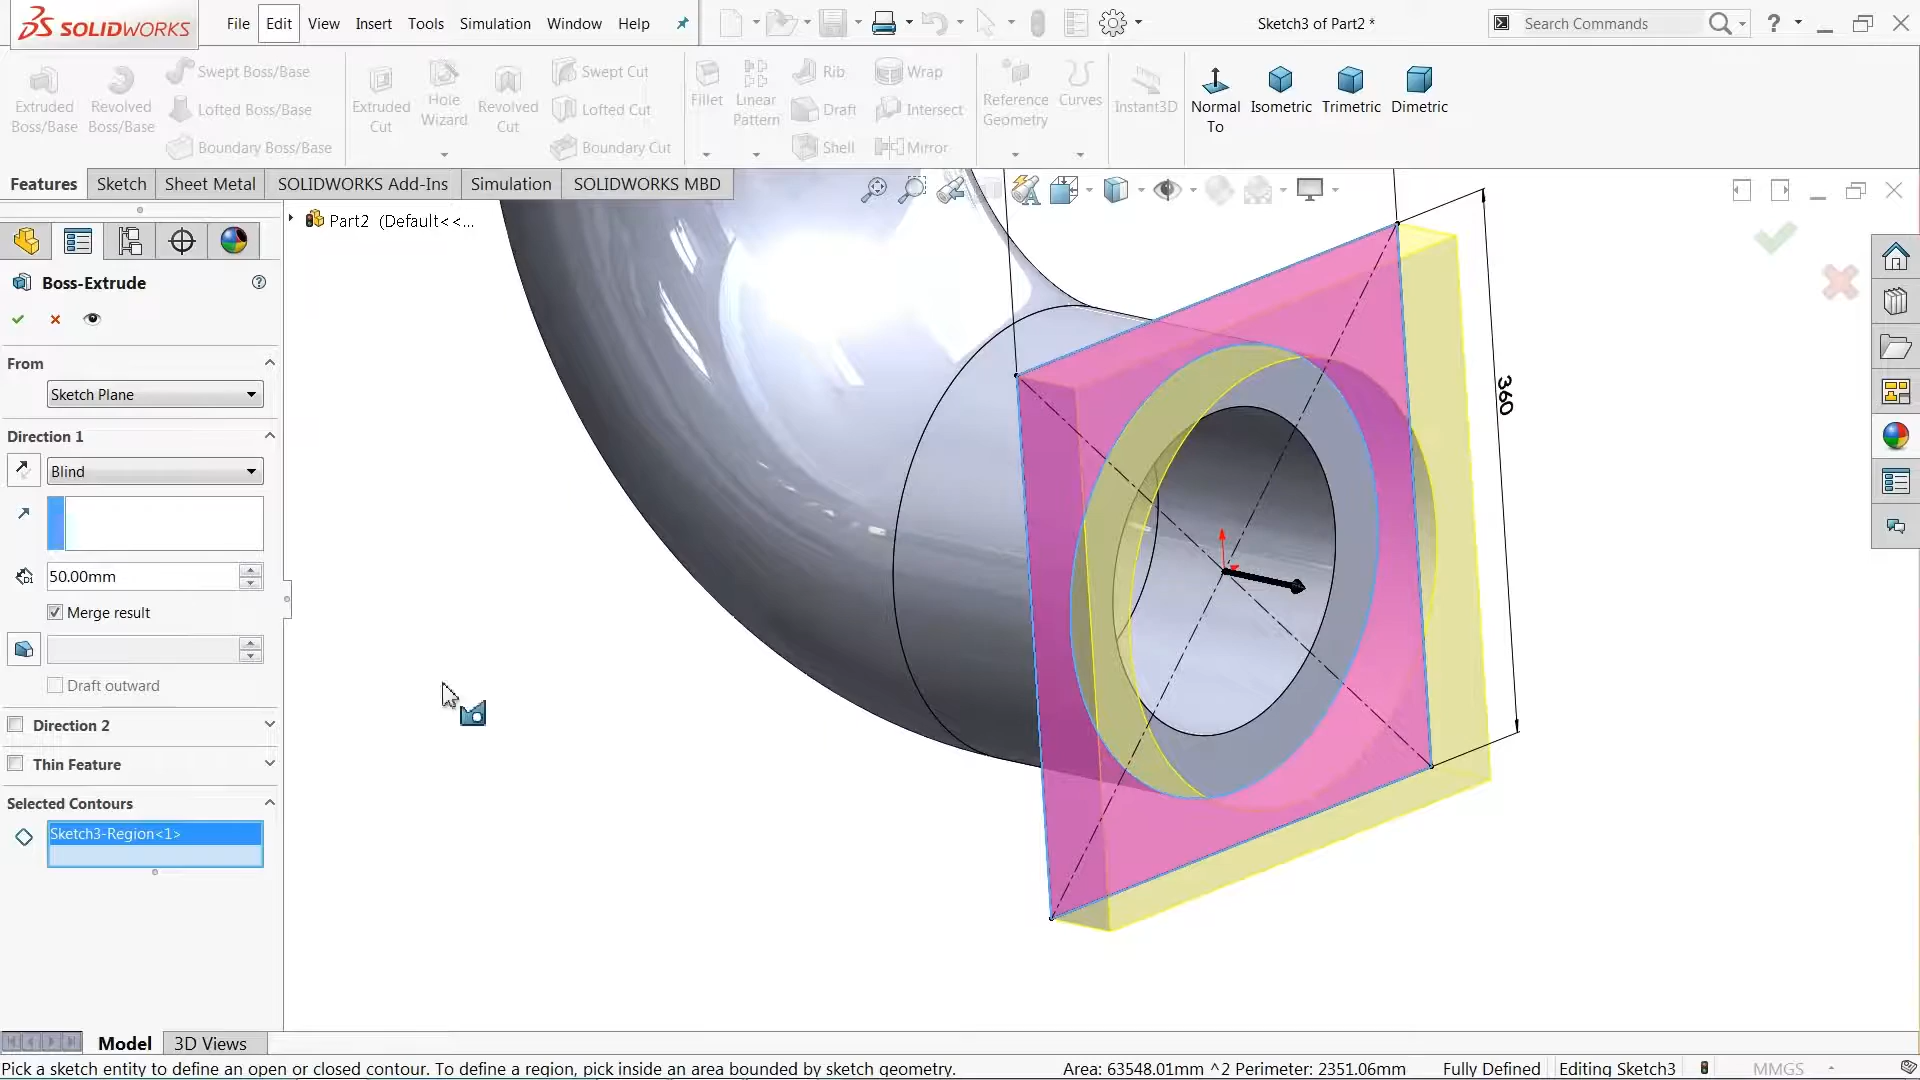 SOLIDWORKS
File Edit View Insert Tools Simulation Window Help
Sketch3 of Part2 *
Search Commands
Extruded Boss/Base
Revolved Boss/Base
Swept Boss/Base
Lofted Boss/Base
Boundary Boss/Base
Extruded Cut
Hole Wizard
Revolved Cut
Swept Cut
Lofted Cut
Boundary Cut
Fillet
Linear Pattern
Rib
Draft
Shell
Wrap
Intersect
Mirror
Reference Geometry
Curves
Instant3D
Normal To
Isometric
Trimetric
Dimetric
Features Sketch Sheet Metal SOLIDWORKS Add-Ins Simulation SOLIDWORKS MBD
Part2 (Default<<...
Boss-Extrude
From
Sketch Plane
Direction 1
Blind
50.00mm
Merge result
Draft outward
Direction 2
Thin Feature
Selected Contours
Sketch3-Region<1>
360
Model 3D Views
Pick a sketch entity to define an open or closed contour. To define a region, pick inside an area bounded by sketch geometry. Area: 63548.01mm ^2 Perimeter: 2351.06mm Fully Defined Editing Sketch3 MMGS